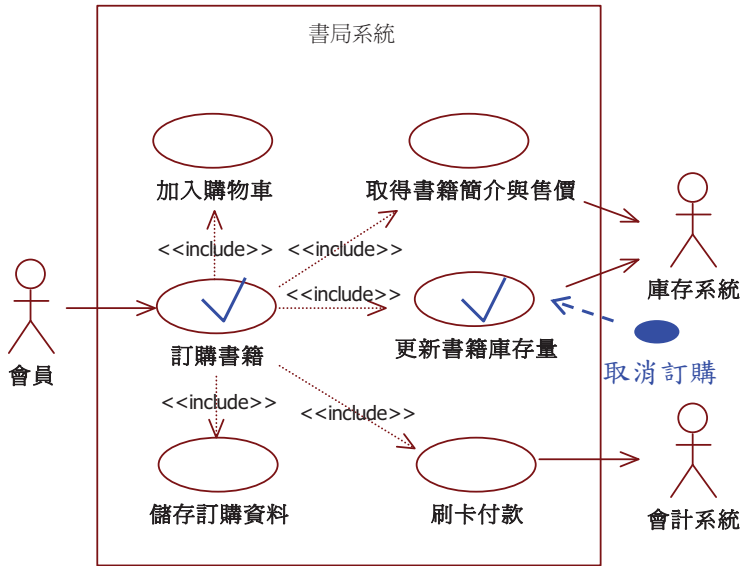 書局系統
加入購物車
取得書籍簡介與售價
<<include>>
<<include>>
<<include>>
庫存系統
訂購書籍
更新書籍庫存量
取消訂購
會員
<<include>>
<<include>>
儲存訂購資料
刷卡付款
會計系統